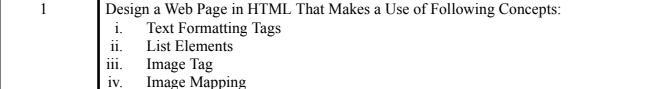 1 Design a Web Page in HTML That Makes a Use of Following Concepts:
i. Text Formatting Tags
ii. List Elements
iii. Image Tag
iv. Image Mapping